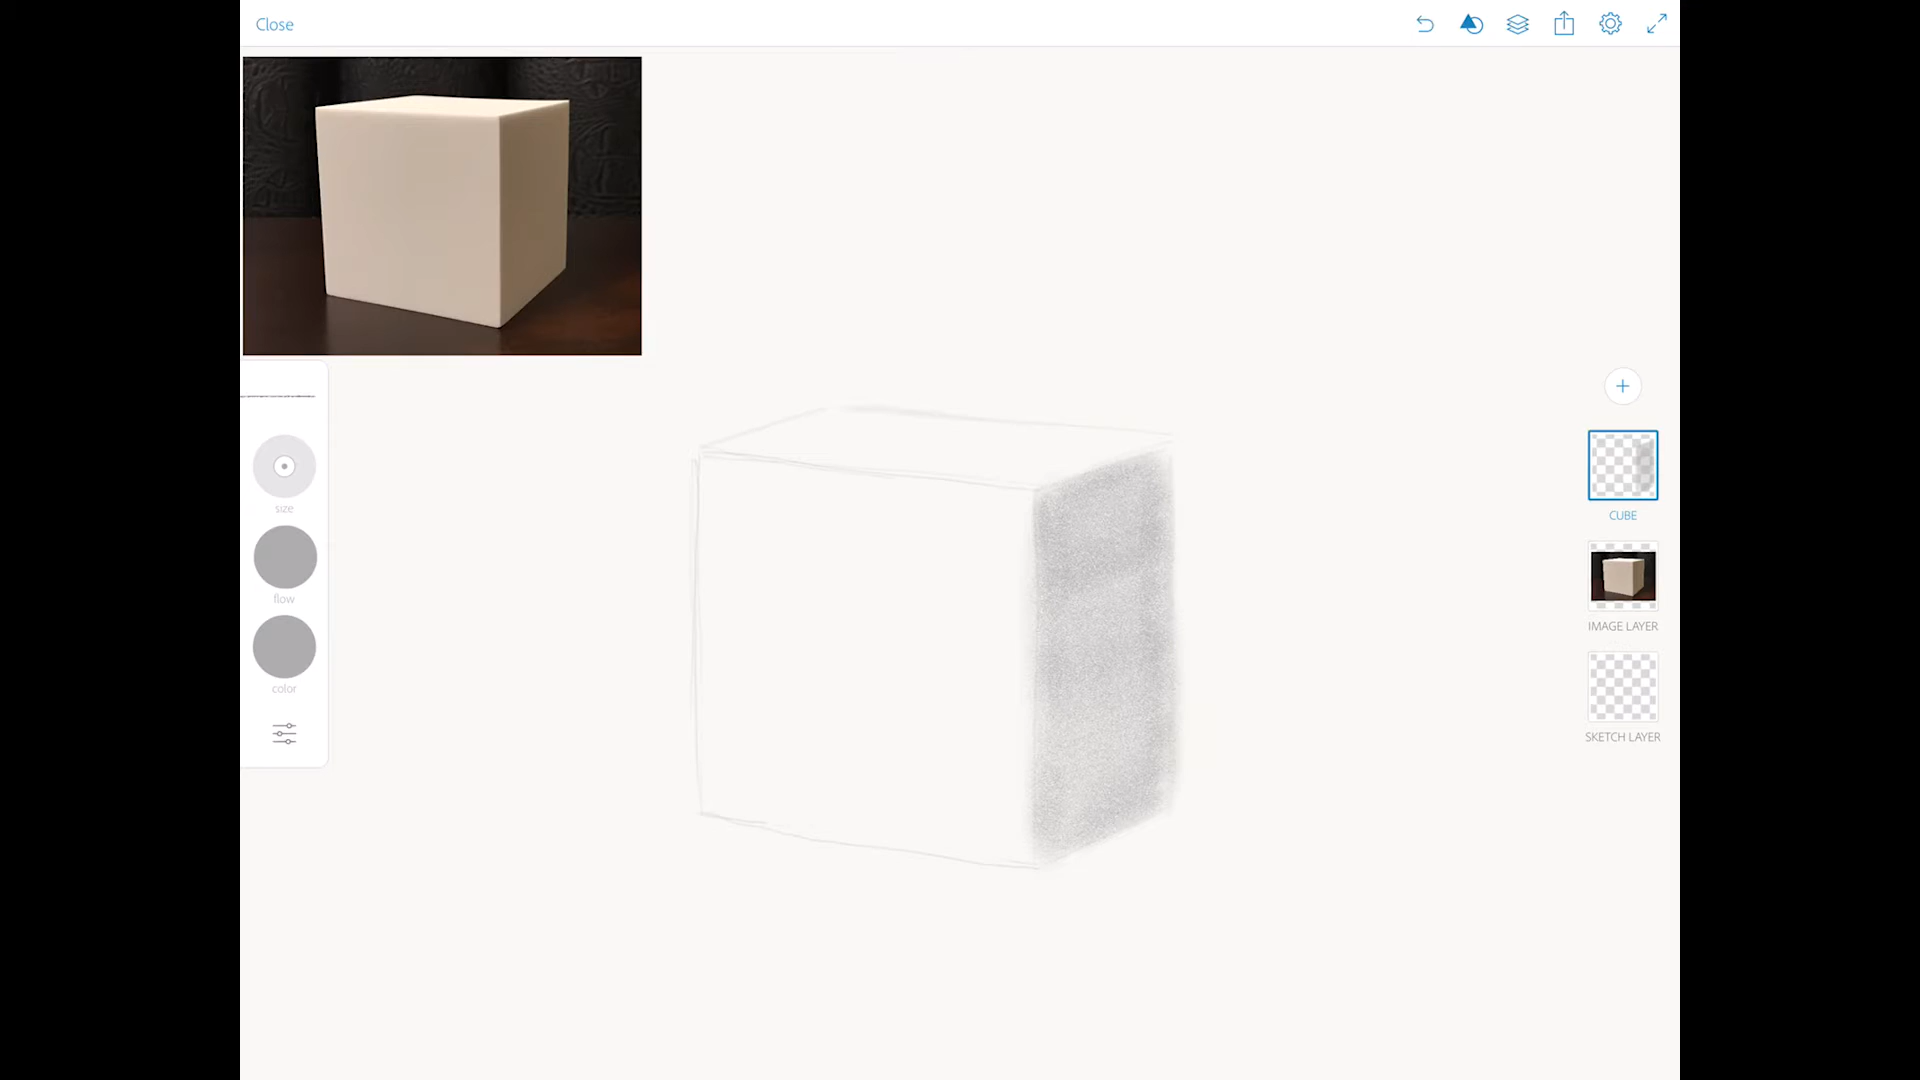 Close
size
flow
color
CUBE
IMAGE LAYER
SKETCH LAYER